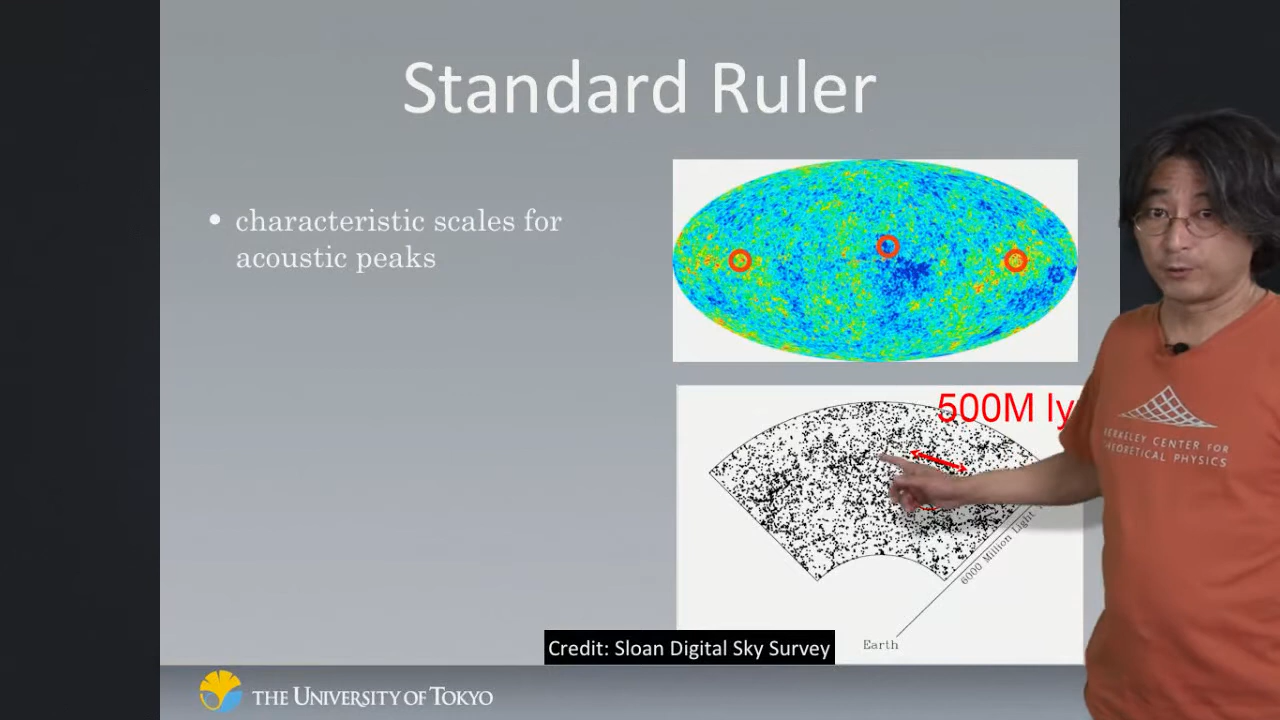 Standard Ruler
• characteristic scales for
acoustic peaks
500M ly
6000 Million Light
Earth
Credit: Sloan Digital Sky Survey
THE UNIVERSITY OF TOKYO
BERKELEY CENTER FOR
THEORETICAL PHYSICS